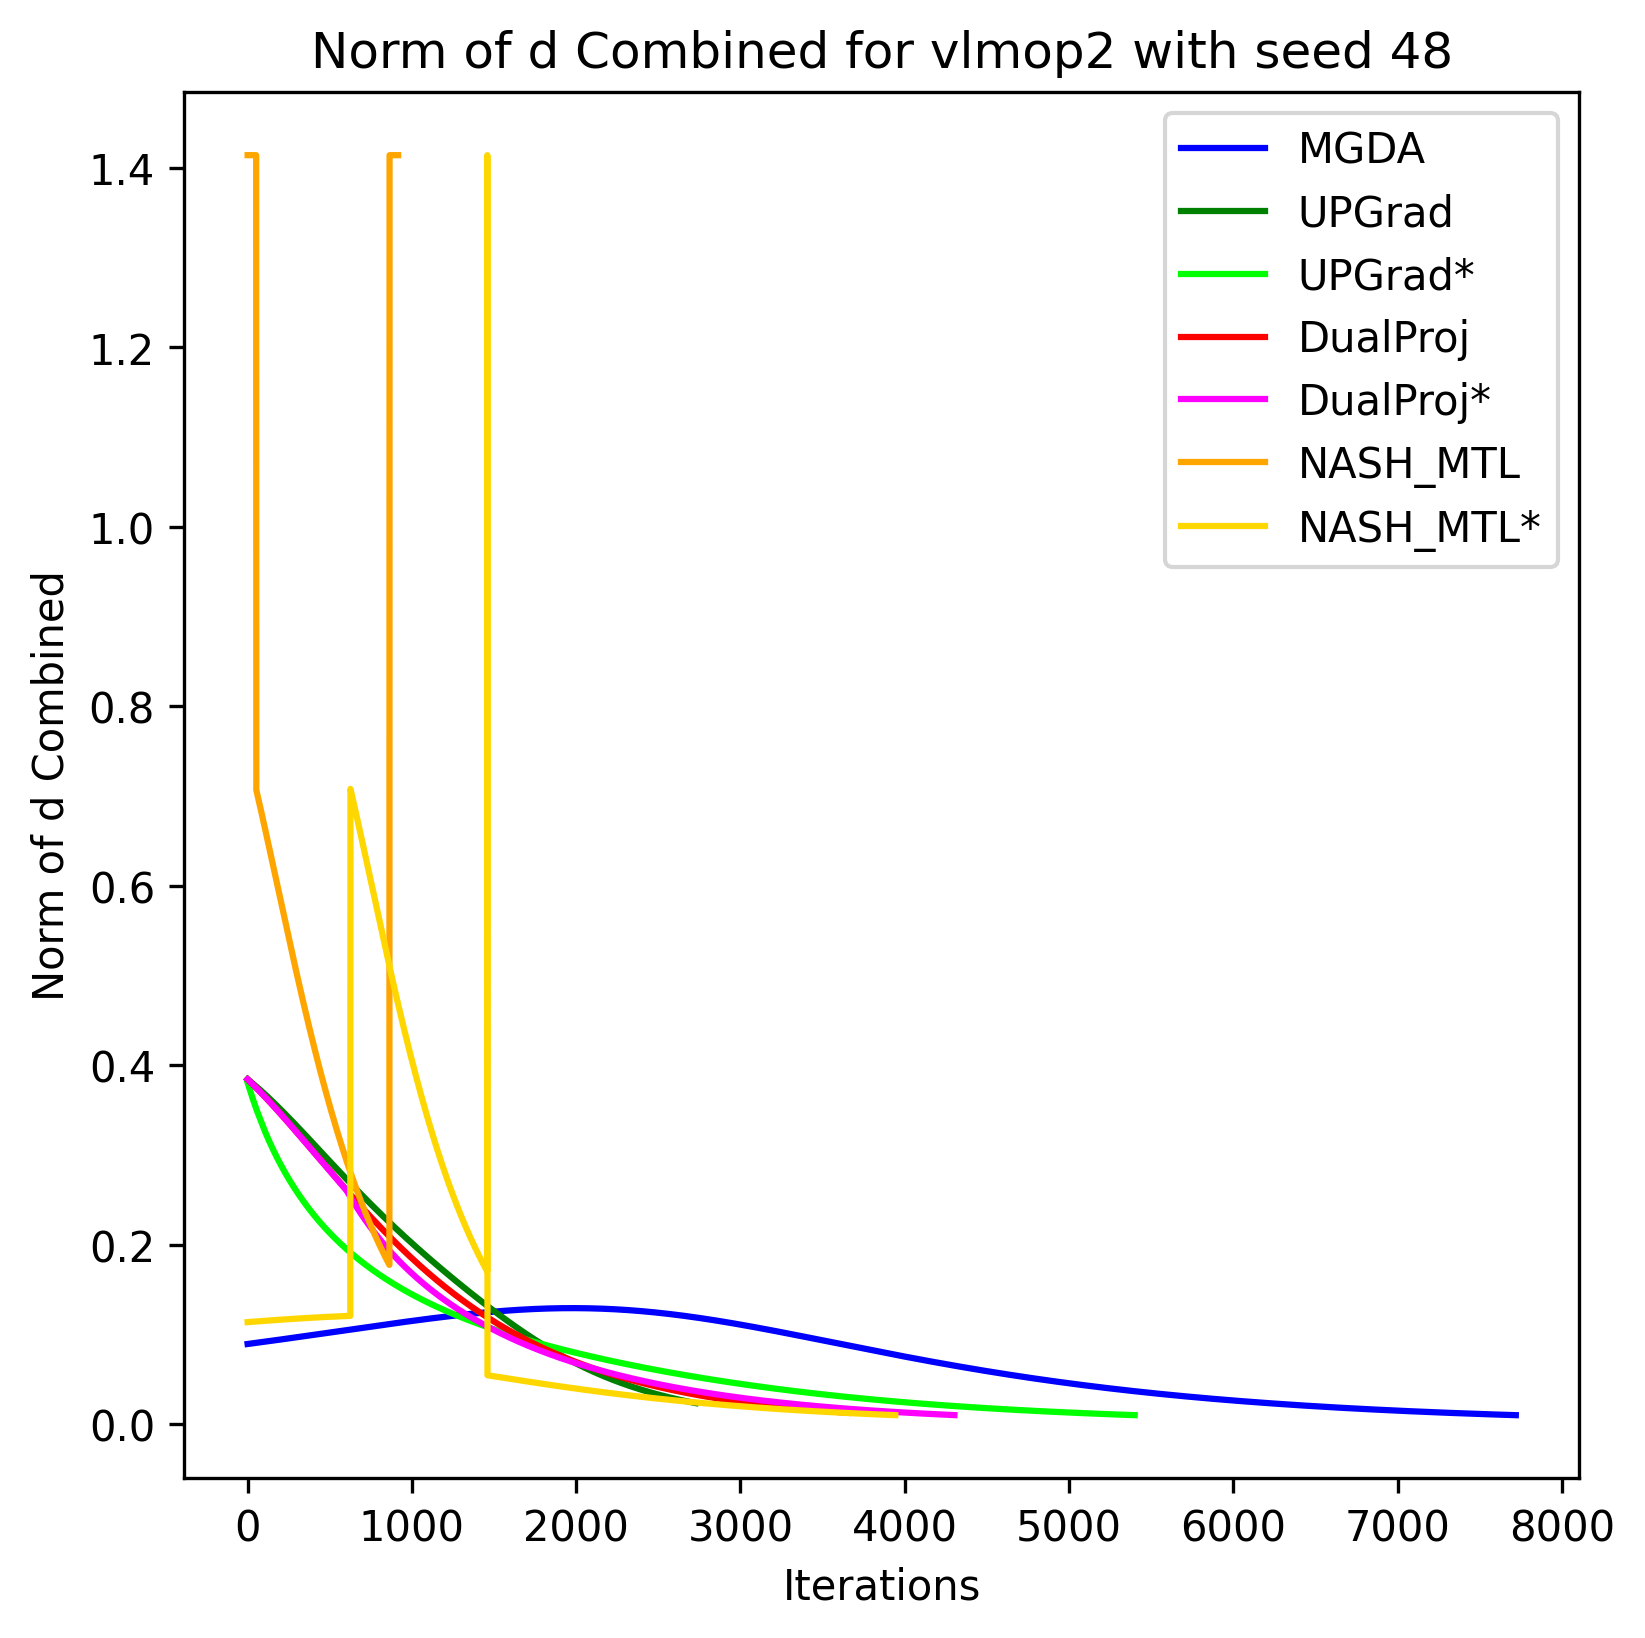 Norm of d Combined for vlmop2 with seed 48
MGDA
UPGrad
UPGrad*
DualProj
DualProj*
NASH_MTL
NASH_MTL*
Norm of d Combined
1.4
1.2
1.0
0.8
0.6
0.4
0.2
0.0
0 1000 2000 3000 4000 5000 6000 7000 8000
Iterations